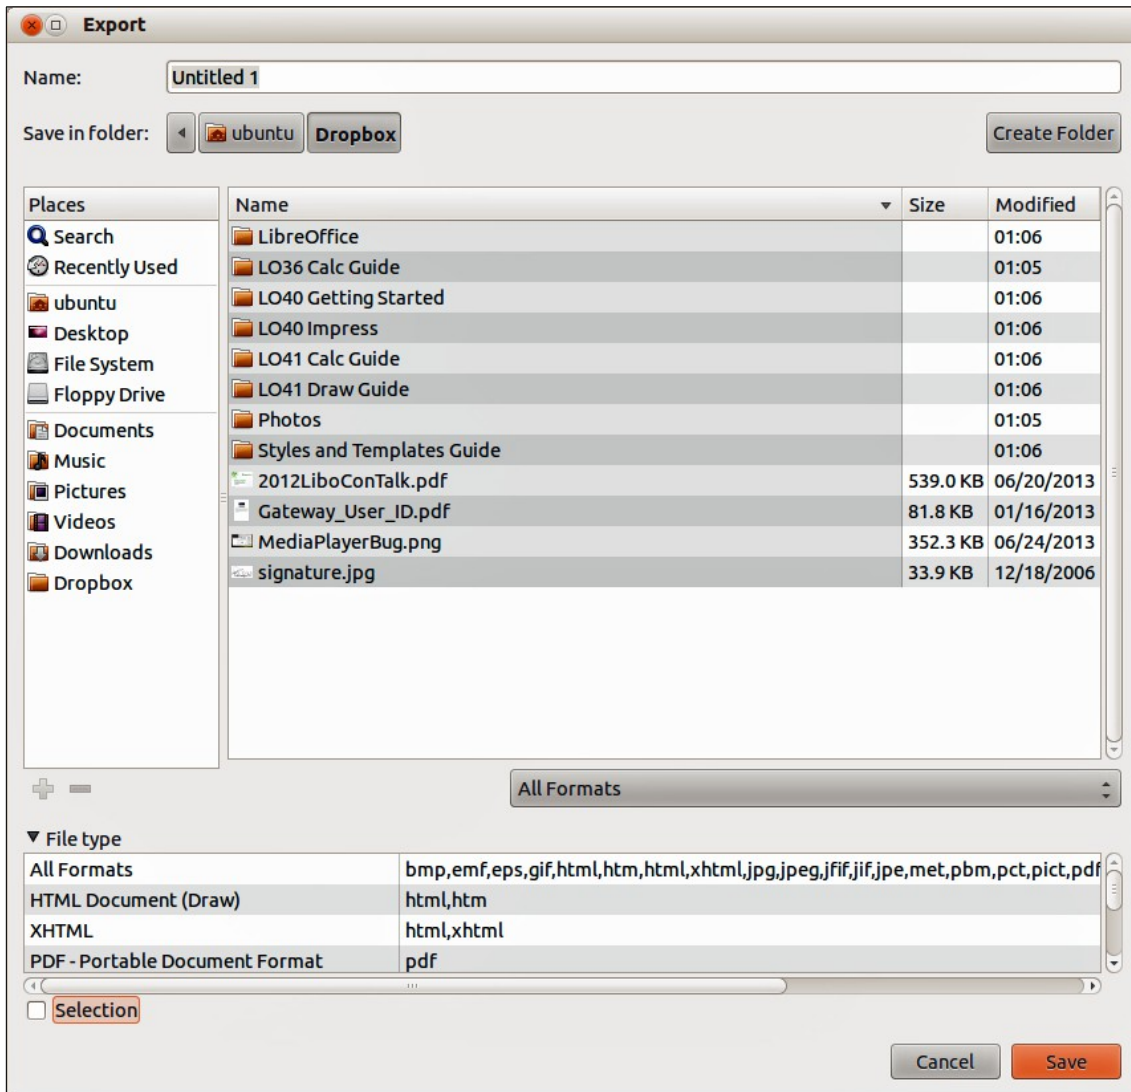 Export
Name: Untitled 1
Save in folder: ubuntu Dropbox Create Folder
Places
Search
Recently Used
ubuntu
Desktop
File System
Floppy Drive
Documents
Music
Pictures
Videos
Downloads
Dropbox
Name Size Modified
LibreOffice 01:06
LO36 Calc Guide 01:05
LO40 Getting Started 01:06
LO40 Impress 01:06
LO41 Calc Guide 01:06
LO41 Draw Guide 01:06
Photos 01:05
Styles and Templates Guide 01:06
2012LiboConTalk.pdf 539.0 KB 06/20/2013
Gateway_User_ID.pdf 81.8 KB 01/16/2013
MediaPlayerBug.png 352.3 KB 06/24/2013
signature.jpg 33.9 KB 12/18/2006
All Formats
File type
All Formats bmp,emf,eps,gif,html,htm,html,xhtml,jpg,jpeg,jfif,jif,jpe,met,pbm,pct,pict,pdf
HTML Document (Draw) html,htm
XHTML html,xhtml
PDF - Portable Document Format pdf
Selection
Cancel Save